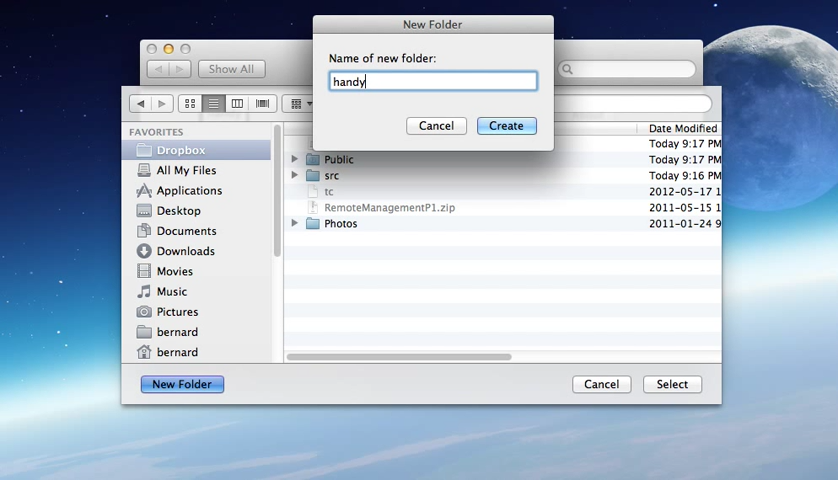 New Folder
Name of new folder:
handy
Cancel
Create
Show All
FAVORITES
Dropbox
All My Files
Applications
Desktop
Documents
Downloads
Movies
Music
Pictures
bernard
bernard
Date Modified
Today 9:17 PM
Public
Today 9:17 PM
src
Today 9:16 PM
tc
2012-05-17 1
RemoteManagementP1.zip
2011-05-15 1
Photos
2011-01-24 9
New Folder
Cancel
Select